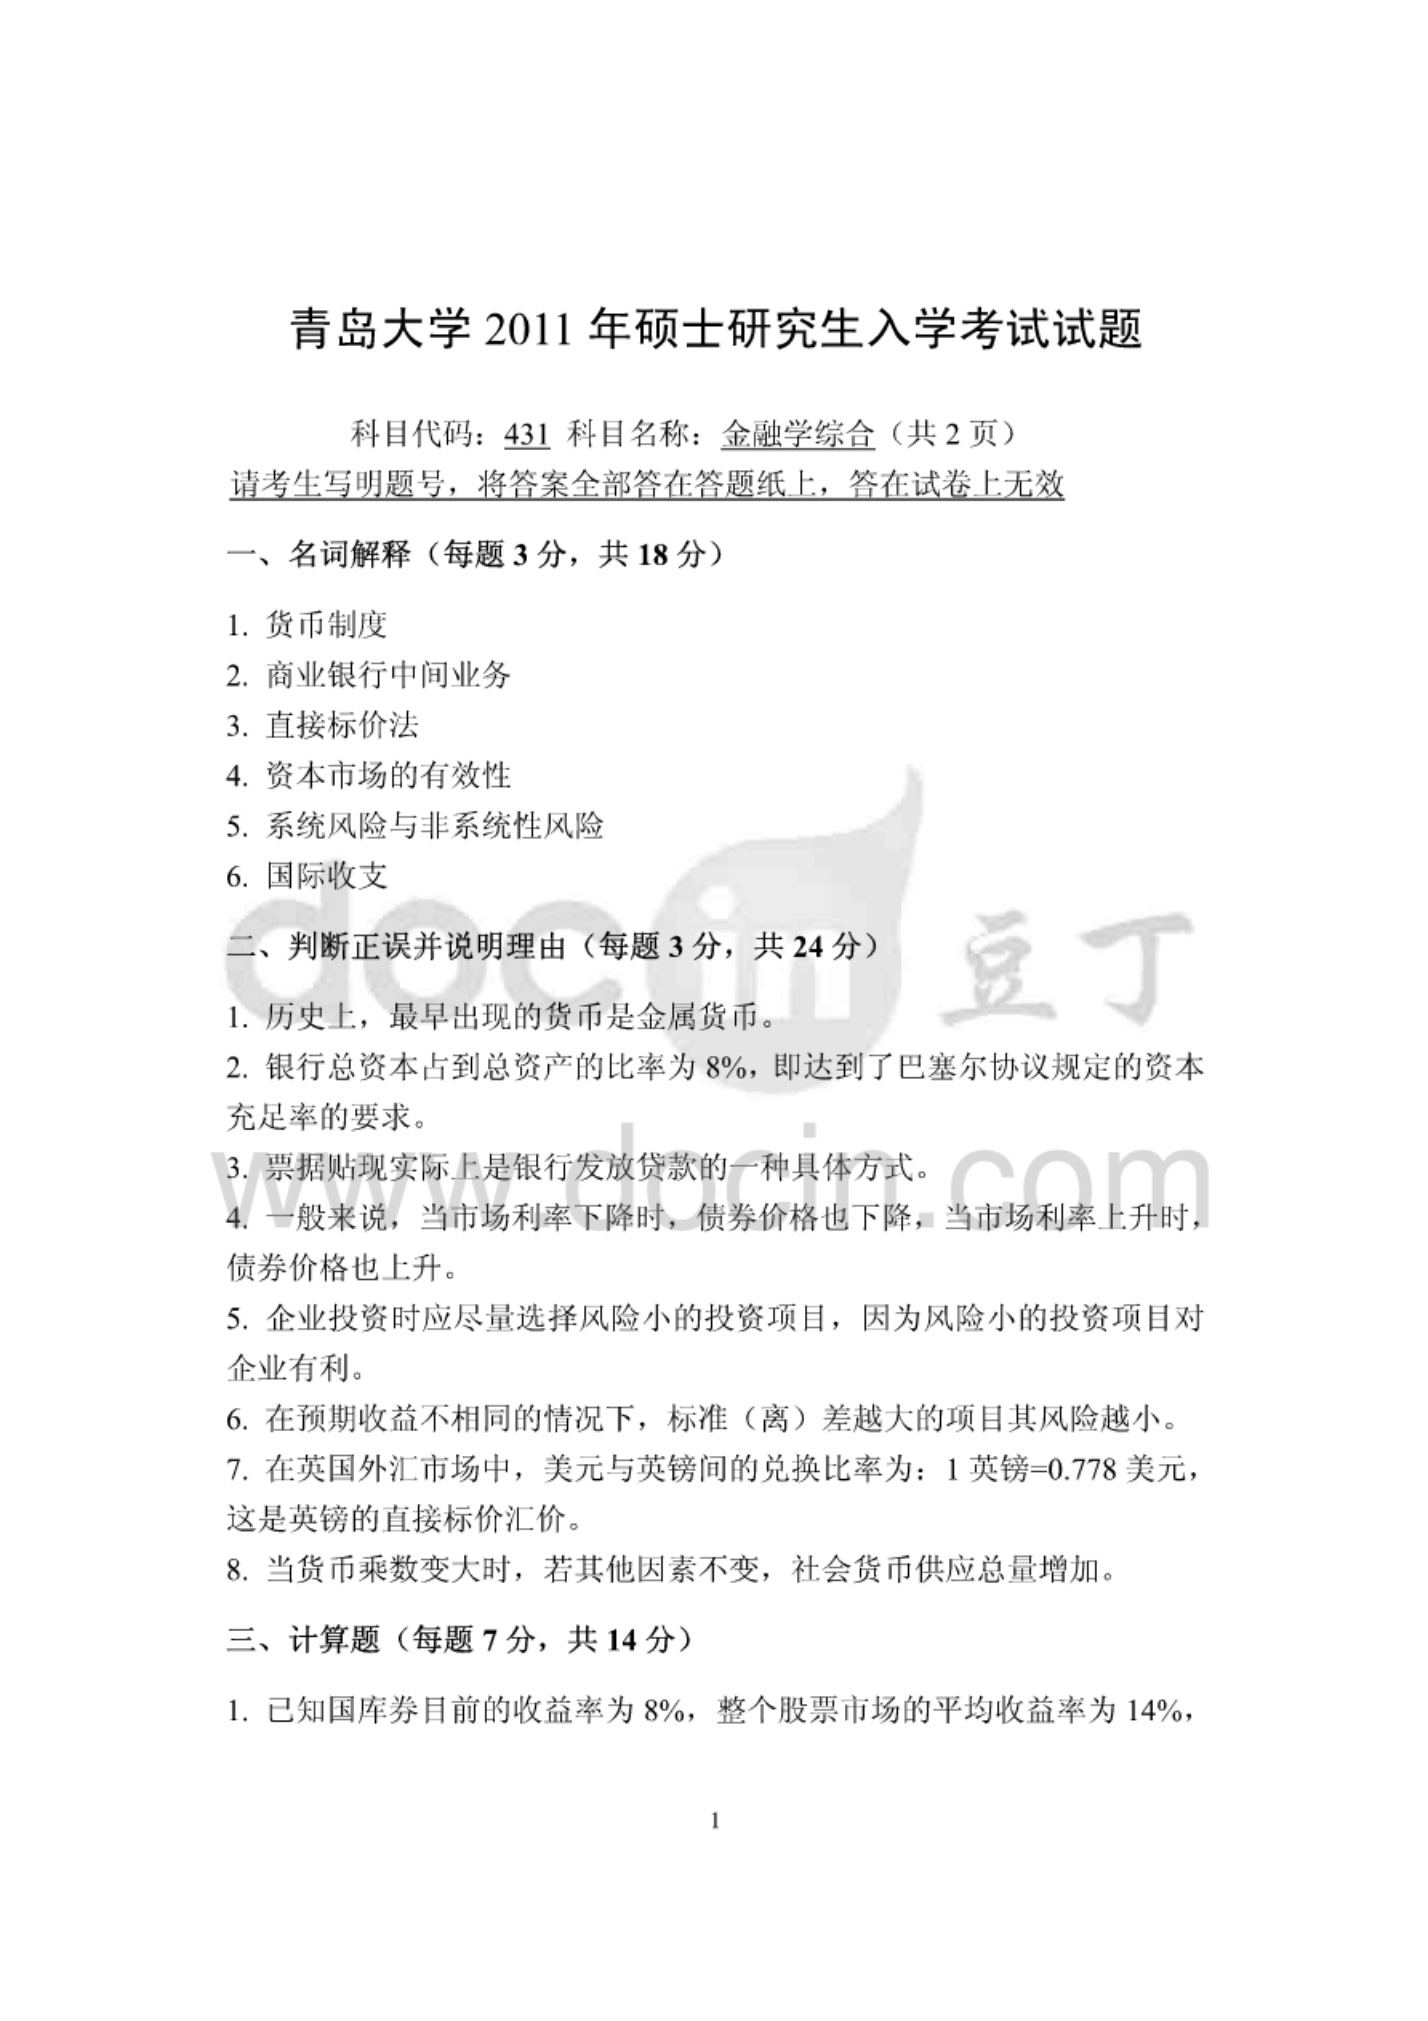 青岛大学 2011 年硕士研究生入学考试试题
科目代码：431 科目名称：金融学综合（共 2 页）
请考生写明题号，将答案全部答在答题纸上，答在试卷上无效
一、名词解释（每题 3 分，共 18 分）
1. 货币制度
2. 商业银行中间业务
3. 直接标价法
4. 资本市场的有效性
5. 系统风险与非系统性风险
6. 国际收支
docin 豆丁
二、判断正误并说明理由（每题 3 分，共 24 分）
1. 历史上，最早出现的货币是金属货币。
2. 银行总资本占到总资产的比率为 8%，即达到了巴塞尔协议规定的资本
充足率的要求。
www.docin.com
3. 票据贴现实际上是银行发放贷款的一种具体方式。
4. 一般来说，当市场利率下降时，债券价格也下降，当市场利率上升时，
债券价格也上升。
5. 企业投资时应尽量选择风险小的投资项目，因为风险小的投资项目对
企业有利。
6. 在预期收益不相同的情况下，标准（离）差越大的项目其风险越小。
7. 在英国外汇市场中，美元与英镑间的兑换比率为：1 英镑=0.778 美元，
这是英镑的直接标价汇价。
8. 当货币乘数变大时，若其他因素不变，社会货币供应总量增加。
三、计算题（每题 7 分，共 14 分）
1. 已知国库券目前的收益率为 8%，整个股票市场的平均收益率为 14%，
1